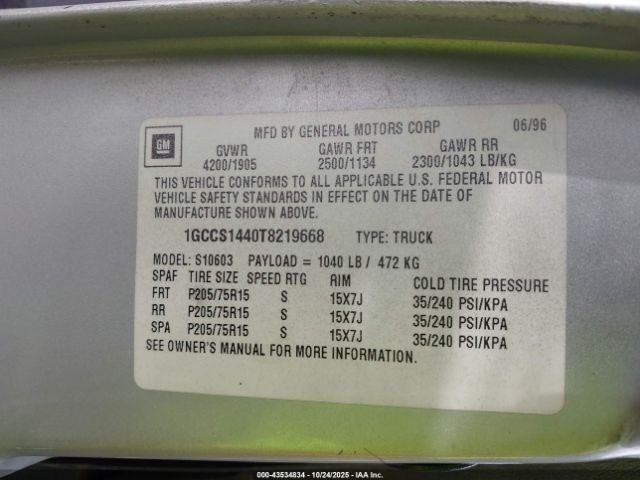 GM
MFD BY GENERAL MOTORS CORP 06/96
GVWR GAWR FRT GAWR RR
4200/1905 2500/1134 2300/1043 LB/KG
THIS VEHICLE CONFORMS TO ALL APPLICABLE U.S. FEDERAL MOTOR
VEHICLE SAFETY STANDARDS IN EFFECT ON THE DATE OF
MANUFACTURE SHOWN ABOVE.
1GCCS1440T8219668 TYPE: TRUCK
MODEL: S10603 PAYLOAD = 1040 LB / 472 KG
SPAF TIRE SIZE SPEED RTG RIM COLD TIRE PRESSURE
FRT P205/75R15 S 15X7J 35/240 PSI/KPA
RR P205/75R15 S 15X7J 35/240 PSI/KPA
SPA P205/75R15 S 15X7J 35/240 PSI/KPA
SEE OWNER'S MANUAL FOR MORE INFORMATION.
000-43534834 - 10/24/2025 - IAA Inc.